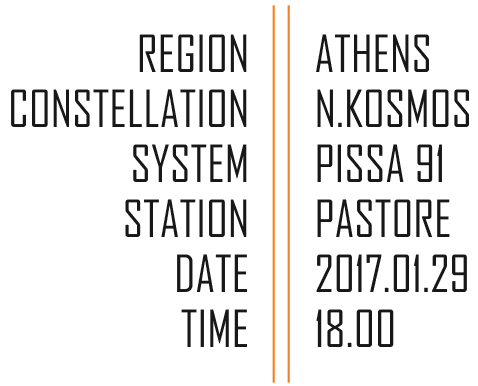 REGION ATHENS
CONSTELLATION N.KOSMOS
SYSTEM PISSA 91
STATION PASTORE
DATE 2017.01.29
TIME 18.00